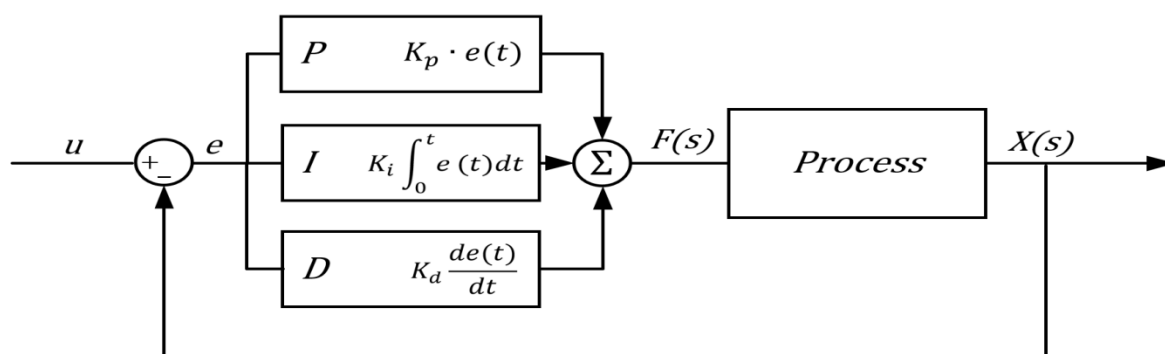 P K_p · e(t)
u + − e I K_i ∫_0^t e (t)dt Σ F(s) Process X(s)
D K_d de(t)/dt